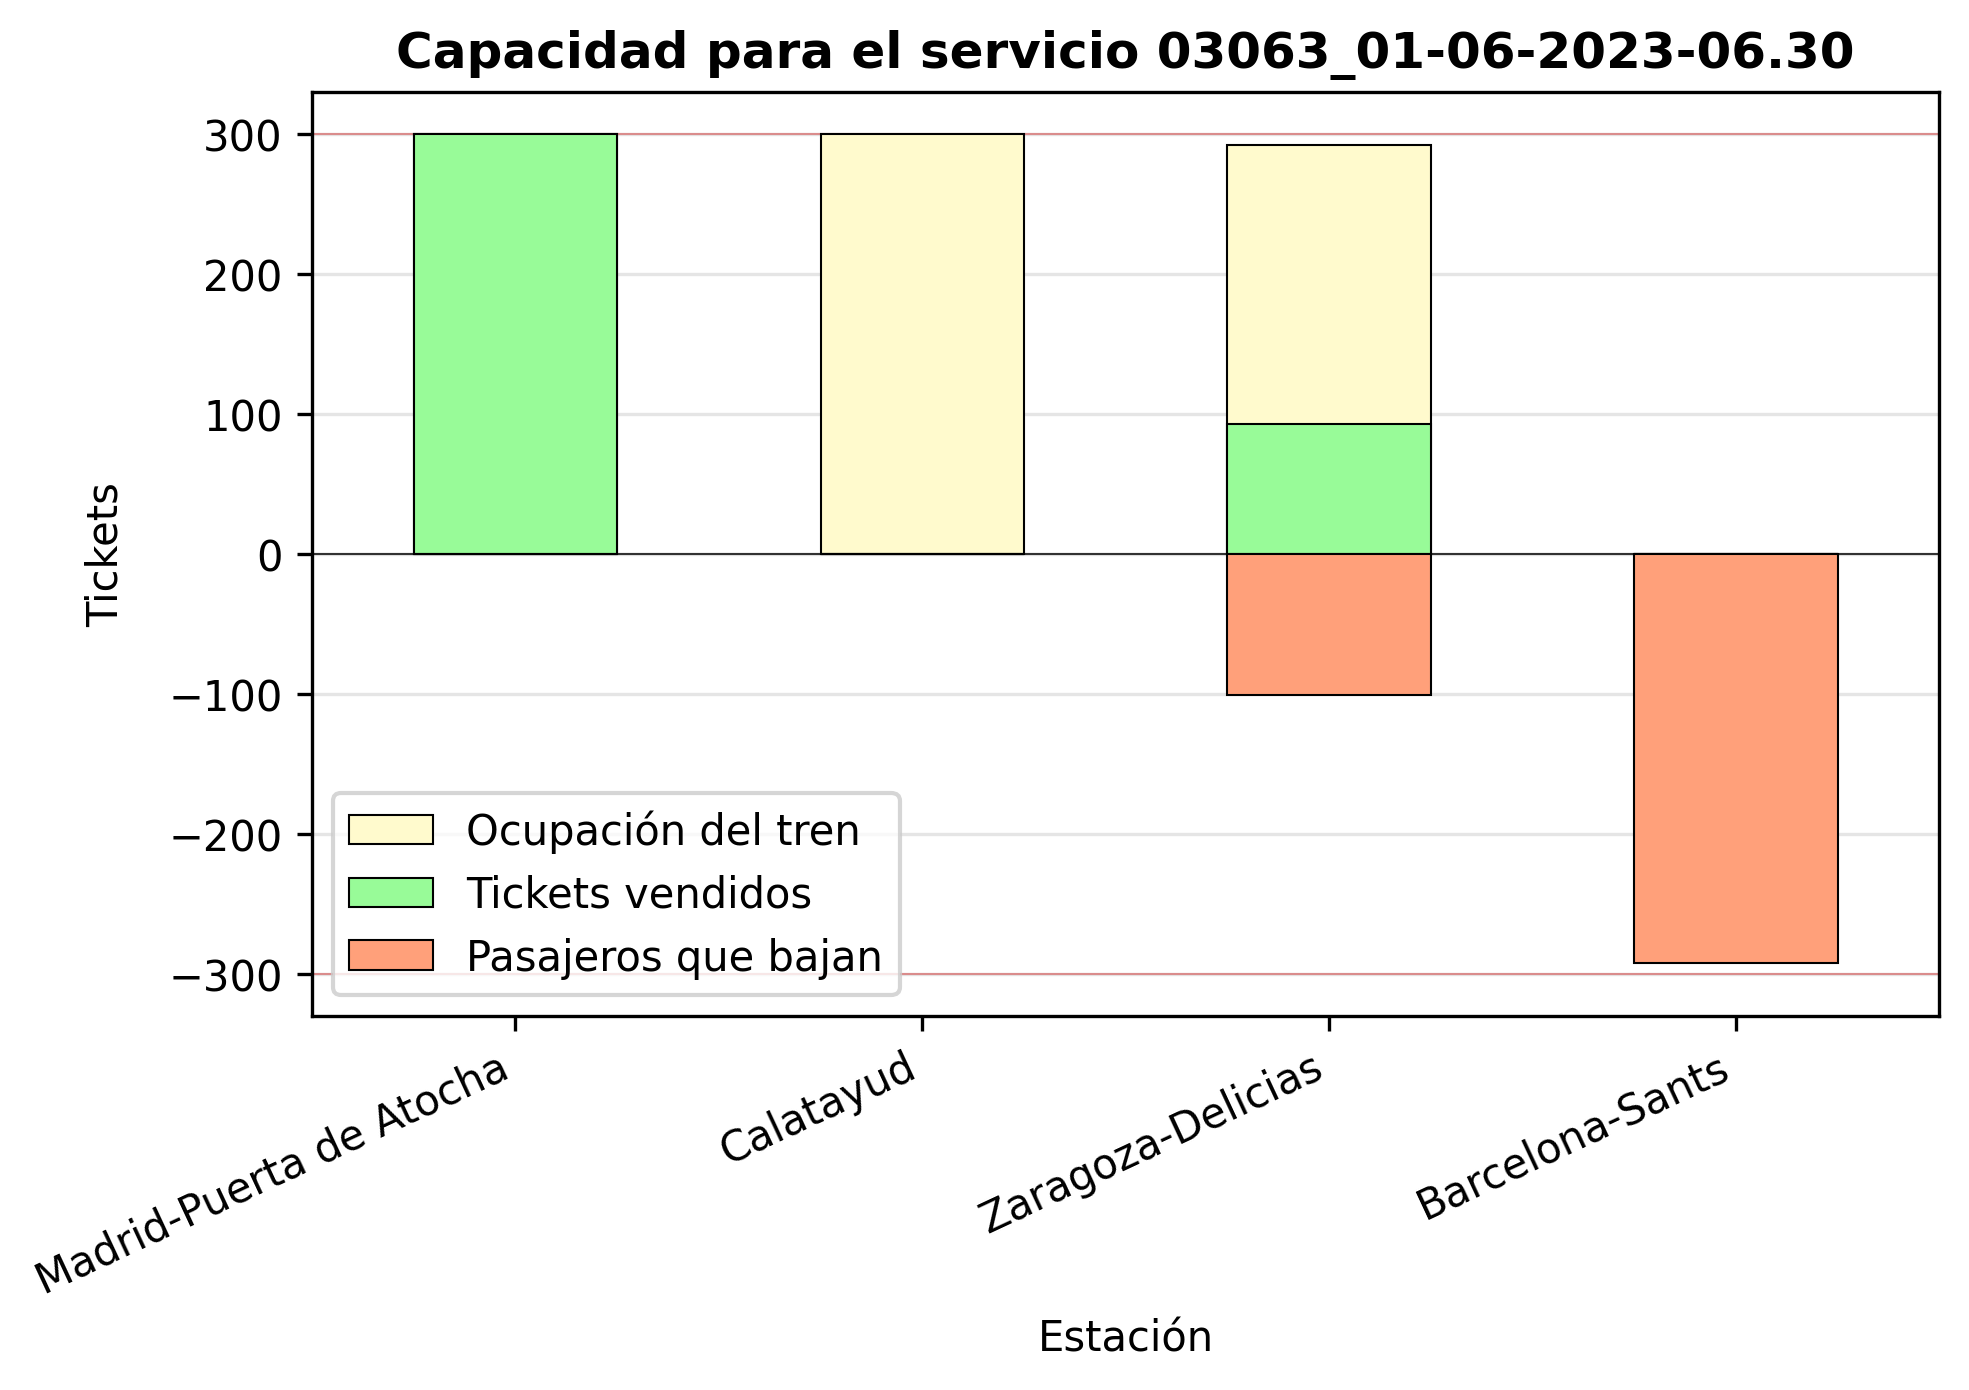 Capacidad para el servicio 03063_01-06-2023-06.30
Tickets
300
200
100
0
−100
−200
−300
Ocupación del tren
Tickets vendidos
Pasajeros que bajan
Madrid-Puerta de Atocha
Calatayud
Zaragoza-Delicias
Barcelona-Sants
Estación